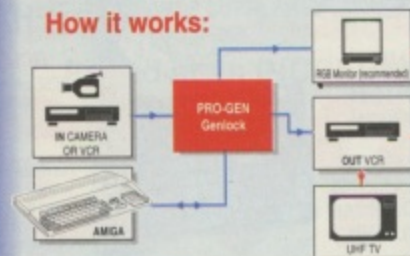 How it works:
RGB Monitor (recommended)
PRO-GEN
Genlock
IN CAMERA
OR VCR
OUT VCR
AMIGA
UHF TV